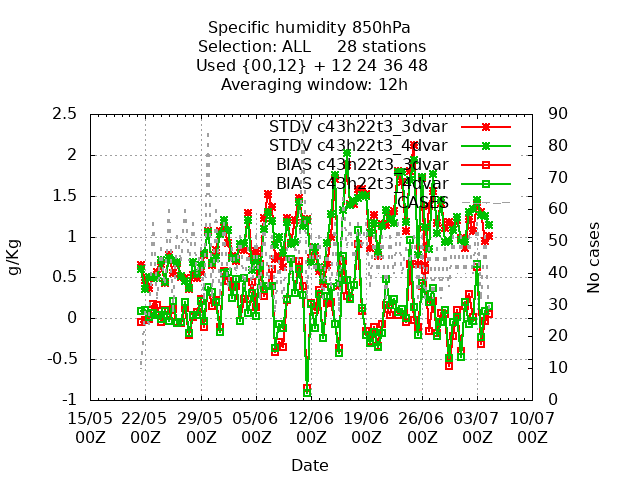 Specific humidity 850hPa
Selection: ALL 28 stations
Used {00,12} + 12 24 36 48
Averaging window: 12h
STDV c43h22t3_3dvar
STDV c43h22t3_4dvar
BIAS c43h22t3_3dvar
BIAS c43h22t3_4dvar
CASES
2.5
2
1.5
1
0.5
0
-0.5
-1
g/Kg
90
80
70
60
50
40
30
20
10
0
No cases
15/05 22/05 29/05 05/06 12/06 19/06 26/06 03/07 10/07
00Z 00Z 00Z 00Z 00Z 00Z 00Z 00Z 00Z
Date